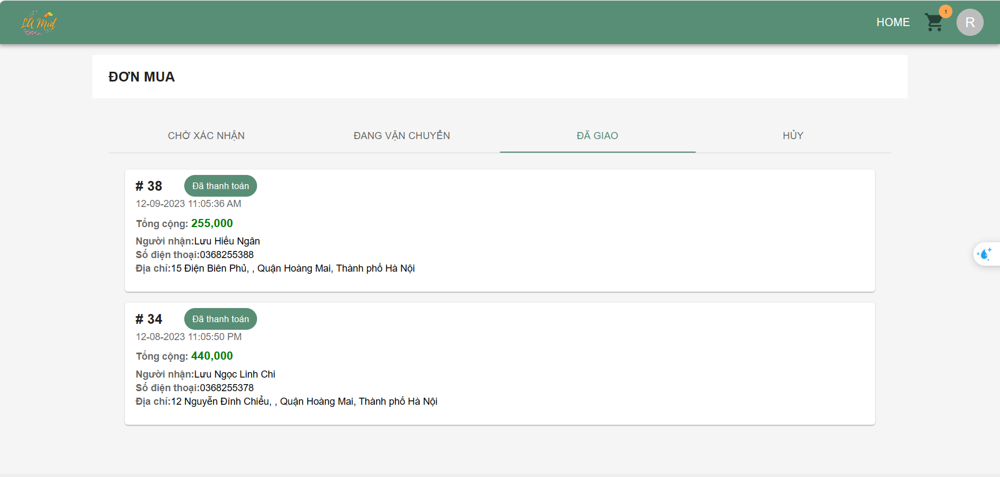 LA Mứt
HOME
1
R
ĐƠN MUA
CHỜ XÁC NHẬN
ĐANG VẬN CHUYỂN
ĐÃ GIAO
HỦY
# 38
Đã thanh toán
12-09-2023 11:05:36 AM
Tổng cộng: 255,000
Người nhận:Lưu Hiếu Ngân
Số điện thoại:0368255388
Địa chỉ:15 Điện Biên Phủ, , Quận Hoàng Mai, Thành phố Hà Nội
# 34
Đã thanh toán
12-08-2023 11:05:50 PM
Tổng cộng: 440,000
Người nhận:Lưu Ngọc Linh Chi
Số điện thoại:0368255378
Địa chỉ:12 Nguyễn Đình Chiểu, , Quận Hoàng Mai, Thành phố Hà Nội